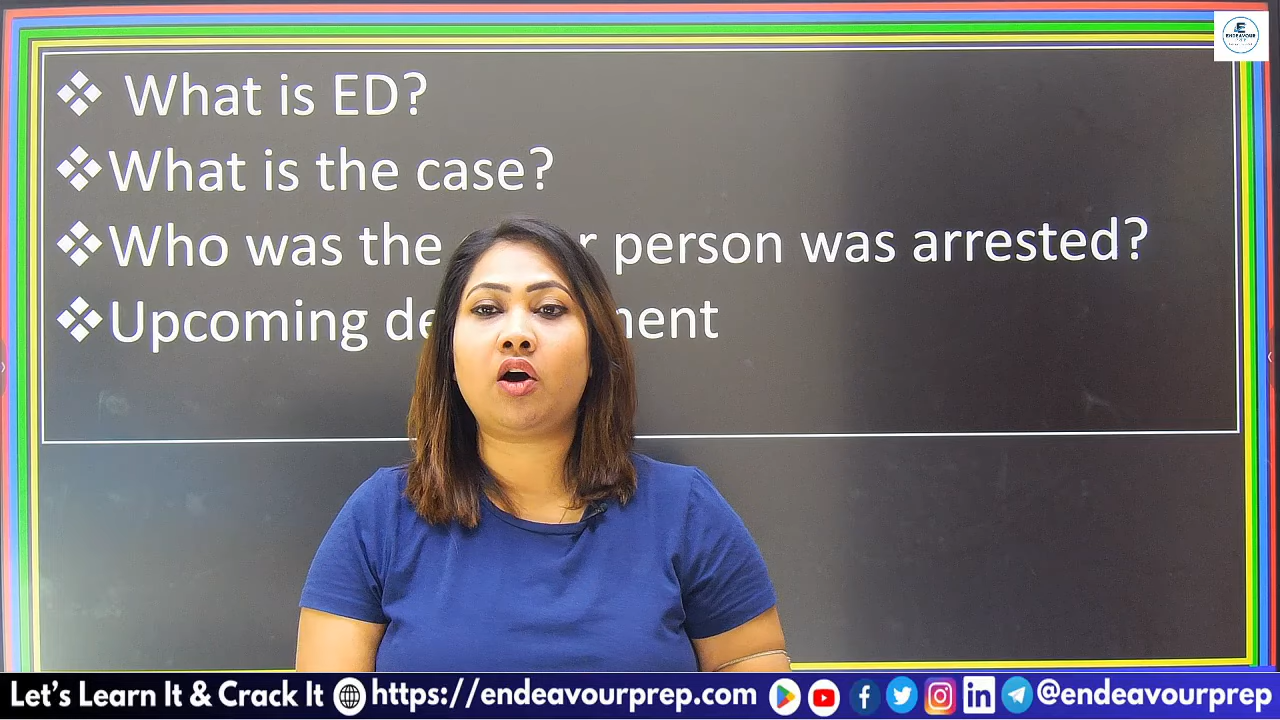 ENDEAVOUR
❖ What is ED?
❖What is the case?
❖Who was the person was arrested?
❖Upcoming
Let's Learn It & Crack It https://endeavourprep.com @endeavourprep